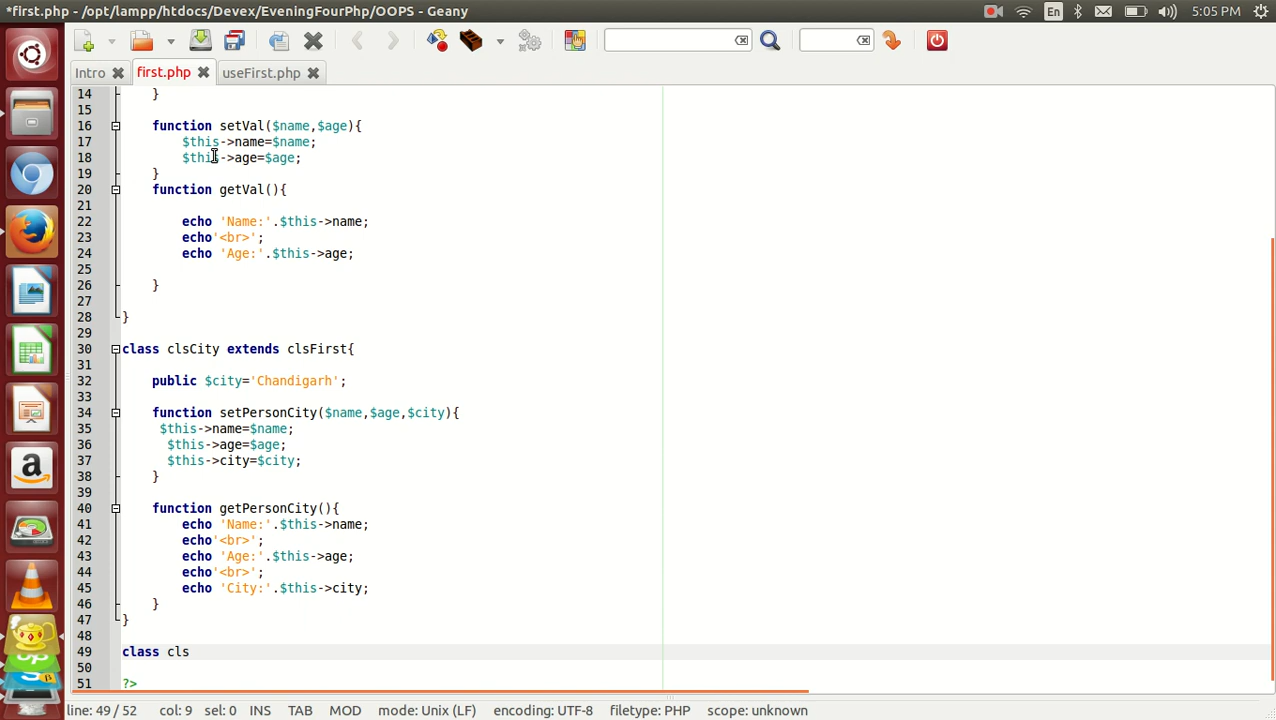 *first.php - /opt/lampp/htdocs/Devex/EveningFourPhp/OOPS - Geany
En
5:05 PM
Intro
first.php
useFirst.php
14 }
15
16 function setVal($name,$age){
17 $this->name=$name;
18 $this->age=$age;
19 }
20 function getVal(){
21
22 echo 'Name:'.$this->name;
23 echo'<br>';
24 echo 'Age:'.$this->age;
25
26 }
27
28 }
29
30 class clsCity extends clsFirst{
31
32 public $city='Chandigarh';
33
34 function setPersonCity($name,$age,$city){
35 $this->name=$name;
36 $this->age=$age;
37 $this->city=$city;
38 }
39
40 function getPersonCity(){
41 echo 'Name:'.$this->name;
42 echo'<br>';
43 echo 'Age:'.$this->age;
44 echo'<br>';
45 echo 'City:'.$this->city;
46 }
47 }
48
49 class cls
50
51 ?>
line: 49 / 52 col: 9 sel: 0 INS TAB MOD mode: Unix (LF) encoding: UTF-8 filetype: PHP scope: unknown